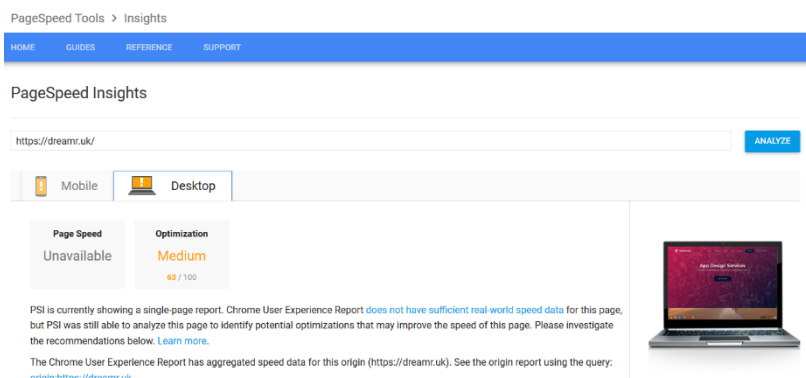 PageSpeed Tools > Insights
HOME GUIDES REFERENCE SUPPORT
PageSpeed Insights
https://dreamr.uk/ ANALYZE
Mobile Desktop
Page Speed Optimization
Unavailable Medium
63 / 100
App Design Services
PSI is currently showing a single-page report. Chrome User Experience Report does not have sufficient real-world speed data for this page,
but PSI was still able to analyze this page to identify potential optimizations that may improve the speed of this page. Please investigate
the recommendations below. Learn more.
The Chrome User Experience Report has aggregated speed data for this origin (https://dreamr.uk). See the origin report using the query:
origin:https://dreamr.uk